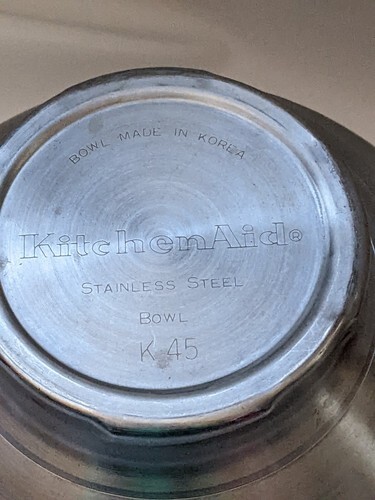 BOWL MADE IN KOREA
KitchenAid®
STAINLESS STEEL
BOWL
K 45